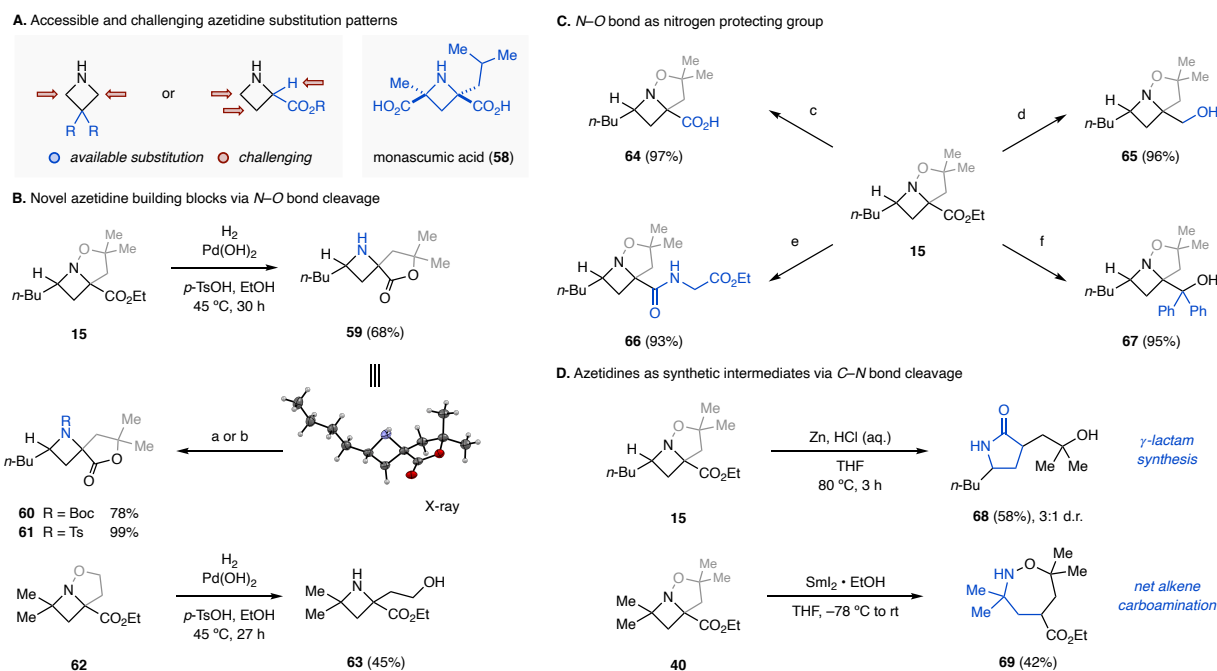 A. Accessible and challenging azetidine substitution patterns
H
N
R R
or
H
N
H
CO₂R
available substitution
challenging
Me Me
H
N
Me
HO₂C CO₂H
monascumic acid (58)
B. Novel azetidine building blocks via N–O bond cleavage
O Me
Me
H N
n-Bu CO₂Et
15
H₂
Pd(OH)₂
p-TsOH, EtOH
45 ºC, 30 h
H
N
Me
Me
H
n-Bu O
O
59 (68%)
R
N
Me
Me
H
n-Bu O
O
60 R = Boc 78%
61 R = Ts 99%
a or b
X-ray
O
Me N
Me
CO₂Et
62
H₂
Pd(OH)₂
p-TsOH, EtOH
45 ºC, 27 h
H
N OH
Me
Me
CO₂Et
63 (45%)
C. N–O bond as nitrogen protecting group
O Me
Me
H N
n-Bu CO₂H
64 (97%)
c
d
O Me
Me
H N
n-Bu OH
65 (96%)
O Me
Me
H N
n-Bu CO₂Et
15
O Me
Me
H N
n-Bu H
N CO₂Et
O
66 (93%)
e
f
O Me
Me
H N
n-Bu OH
Ph Ph
67 (95%)
D. Azetidines as synthetic intermediates via C–N bond cleavage
O Me
Me
H N
n-Bu CO₂Et
15
Zn, HCl (aq.)
THF
80 ºC, 3 h
O
HN OH
Me Me
n-Bu
68 (58%), 3:1 d.r.
γ-lactam
synthesis
O Me
Me
Me N
Me CO₂Et
40
SmI₂ • EtOH
THF, –78 ºC to rt
HN O Me
Me
Me
Me
CO₂Et
69 (42%)
net alkene
carboamination